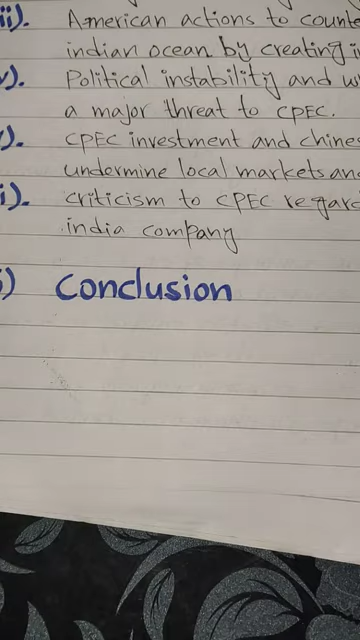 ii). American actions to counte
indian ocean by creating i
v). Political instability and w
a major threat to CPEC.
). CPEC investment and chines
undermine local markets and
i). criticism to CPEC regard
india company
) Conclusion